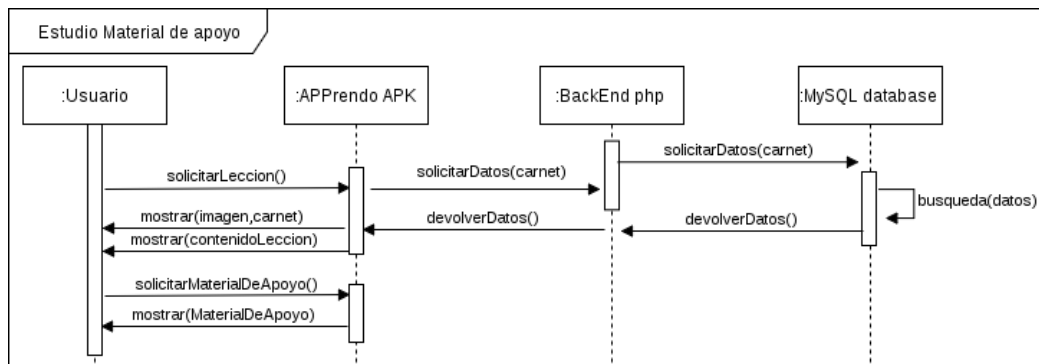 Estudio Material de apoyo
:Usuario
:APPrendo APK
:BackEnd php
:MySQL database
solicitarDatos(carnet)
solicitarLeccion()
solicitarDatos(carnet)
busqueda(datos)
mostrar(imagen,carnet)
devolverDatos()
devolverDatos()
mostrar(contenidoLeccion)
solicitarMaterialDeApoyo()
mostrar(MaterialDeApoyo)